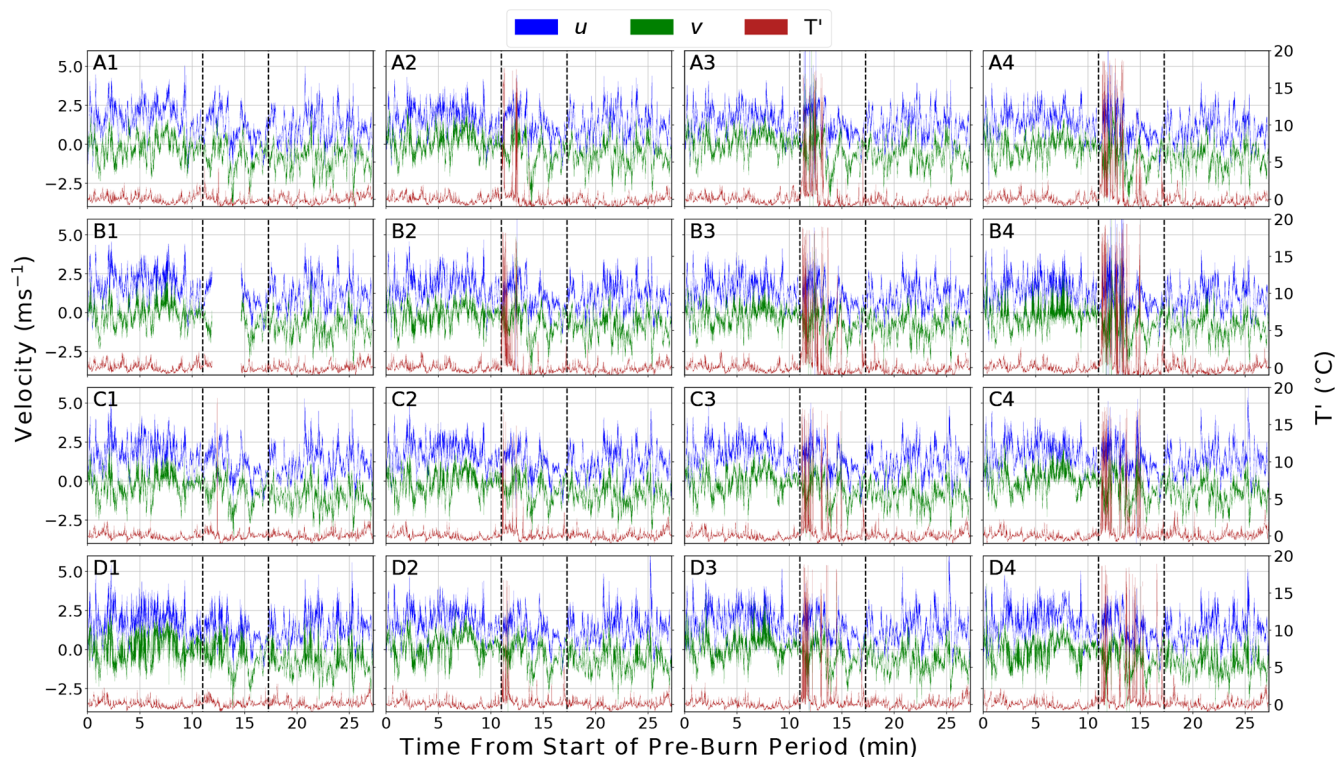 u v T'
A1 A2 A3 A4
5.0 2.5 0.0 −2.5
20 15 10 5 0
B1 B2 B3 B4
5.0 2.5 0.0 −2.5
20 15 10 5 0
C1 C2 C3 C4
5.0 2.5 0.0 −2.5
20 15 10 5 0
D1 D2 D3 D4
5.0 2.5 0.0 −2.5
20 15 10 5 0
Velocity (ms⁻¹)
T' (°C)
0 5 10 15 20 25 0 5 10 15 20 25 0 5 10 15 20 25 0 5 10 15 20 25
Time From Start of Pre-Burn Period (min)